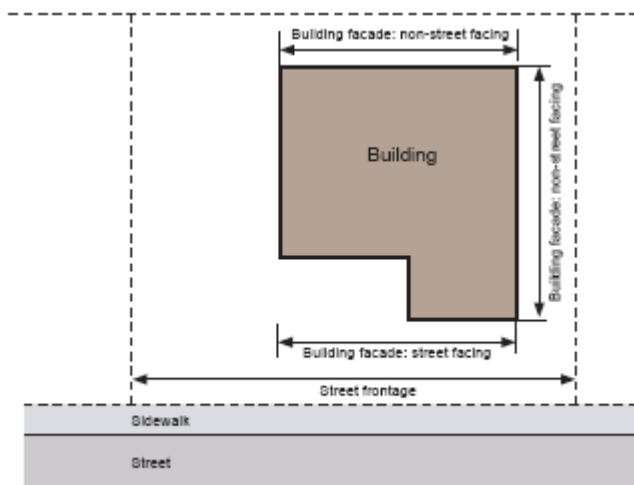 Building facade: non-street facing
Building
Building facade: non-street facing
Building facade: street facing
Street frontage
Sidewalk
Street